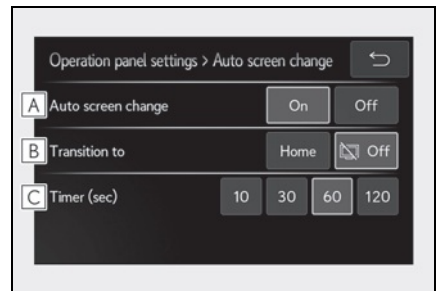 Operation panel settings > Auto screen change
A Auto screen change On Off
B Transition to Home Off
C Timer (sec) 10 30 60 120